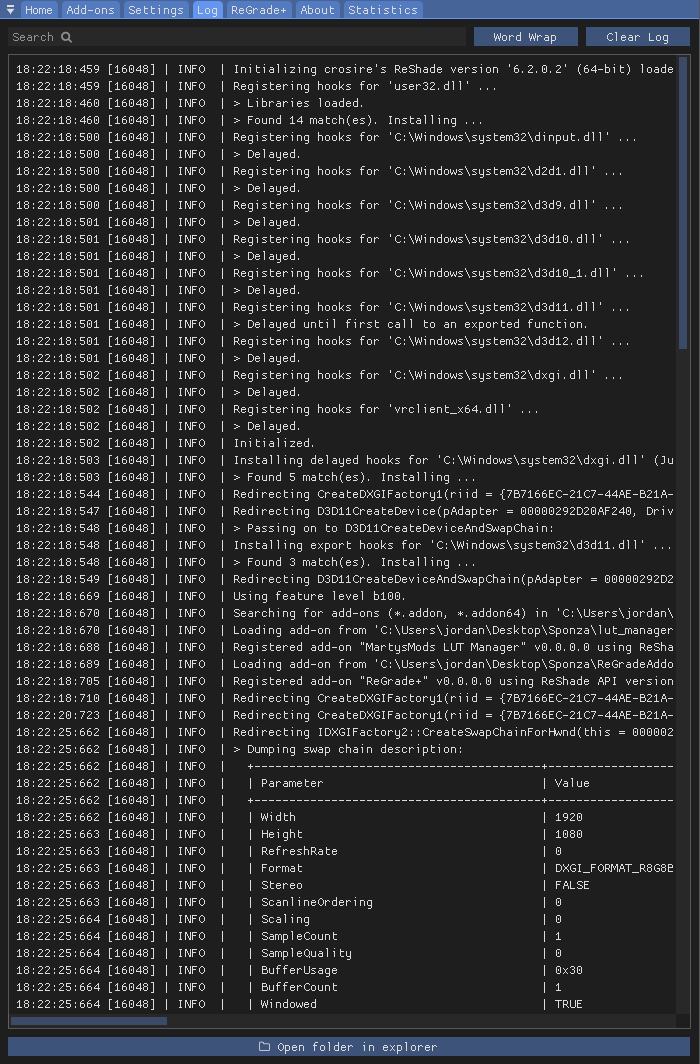 Home Add-ons Settings Log ReGrade+ About Statistics
Search Word Wrap Clear Log
18:22:18:459 [16048] | INFO | Initializing crosire's ReShade version '6.2.0.2' (64-bit) loade
18:22:18:459 [16048] | INFO | Registering hooks for 'user32.dll' ...
18:22:18:460 [16048] | INFO | > Libraries loaded.
18:22:18:460 [16048] | INFO | > Found 14 match(es). Installing ...
18:22:18:500 [16048] | INFO | Registering hooks for 'C:\Windows\system32\dinput.dll' ...
18:22:18:500 [16048] | INFO | > Delayed.
18:22:18:500 [16048] | INFO | Registering hooks for 'C:\Windows\system32\d2d1.dll' ...
18:22:18:500 [16048] | INFO | > Delayed.
18:22:18:500 [16048] | INFO | Registering hooks for 'C:\Windows\system32\d3d9.dll' ...
18:22:18:501 [16048] | INFO | > Delayed.
18:22:18:501 [16048] | INFO | Registering hooks for 'C:\Windows\system32\d3d10.dll' ...
18:22:18:501 [16048] | INFO | > Delayed.
18:22:18:501 [16048] | INFO | Registering hooks for 'C:\Windows\system32\d3d10_1.dll' ...
18:22:18:501 [16048] | INFO | > Delayed.
18:22:18:501 [16048] | INFO | Registering hooks for 'C:\Windows\system32\d3d11.dll' ...
18:22:18:501 [16048] | INFO | > Delayed until first call to an exported function.
18:22:18:501 [16048] | INFO | Registering hooks for 'C:\Windows\system32\d3d12.dll' ...
18:22:18:501 [16048] | INFO | > Delayed.
18:22:18:502 [16048] | INFO | Registering hooks for 'C:\Windows\system32\dxgi.dll' ...
18:22:18:502 [16048] | INFO | > Delayed.
18:22:18:502 [16048] | INFO | Registering hooks for 'vrclient_x64.dll' ...
18:22:18:502 [16048] | INFO | > Delayed.
18:22:18:502 [16048] | INFO | Initialized.
18:22:18:503 [16048] | INFO | Installing delayed hooks for 'C:\Windows\system32\dxgi.dll' (Ju
18:22:18:503 [16048] | INFO | > Found 5 match(es). Installing ...
18:22:18:544 [16048] | INFO | Redirecting CreateDXGIFactory1(riid = {7B7166EC-21C7-44AE-B21A-
18:22:18:547 [16048] | INFO | Redirecting D3D11CreateDevice(pAdapter = 00000292D20AF240, Driv
18:22:18:548 [16048] | INFO | > Passing on to D3D11CreateDeviceAndSwapChain:
18:22:18:548 [16048] | INFO | Installing export hooks for 'C:\Windows\system32\d3d11.dll' ...
18:22:18:548 [16048] | INFO | > Found 3 match(es). Installing ...
18:22:18:549 [16048] | INFO | Redirecting D3D11CreateDeviceAndSwapChain(pAdapter = 00000292D2
18:22:18:669 [16048] | INFO | Using feature level b100.
18:22:18:670 [16048] | INFO | Searching for add-ons (*.addon, *.addon64) in 'C:\Users\jordan\
18:22:18:670 [16048] | INFO | Loading add-on from 'C:\Users\jordan\Desktop\Sponza\lut_manager
18:22:18:688 [16048] | INFO | Registered add-on "MartysMods LUT Manager" v0.0.0.0 using ReSha
18:22:18:689 [16048] | INFO | Loading add-on from 'C:\Users\jordan\Desktop\Sponza\ReGradeAddo
18:22:18:705 [16048] | INFO | Registered add-on "ReGrade+" v0.0.0.0 using ReShade API version
18:22:18:710 [16048] | INFO | Redirecting CreateDXGIFactory1(riid = {7B7166EC-21C7-44AE-B21A-
18:22:20:723 [16048] | INFO | Redirecting CreateDXGIFactory1(riid = {7B7166EC-21C7-44AE-B21A-
18:22:25:662 [16048] | INFO | Redirecting IDXGIFactory2::CreateSwapChainForHwnd(this = 000002
18:22:25:662 [16048] | INFO | > Dumping swap chain description:
18:22:25:662 [16048] | INFO | +-----------------------------------------+-----------------
18:22:25:662 [16048] | INFO | | Parameter | Value
18:22:25:662 [16048] | INFO | +-----------------------------------------+-----------------
18:22:25:662 [16048] | INFO | | Width | 1920
18:22:25:663 [16048] | INFO | | Height | 1080
18:22:25:663 [16048] | INFO | | RefreshRate | 0
18:22:25:663 [16048] | INFO | | Format | DXGI_FORMAT_R8G8B
18:22:25:663 [16048] | INFO | | Stereo | FALSE
18:22:25:663 [16048] | INFO | | ScanlineOrdering | 0
18:22:25:664 [16048] | INFO | | Scaling | 0
18:22:25:664 [16048] | INFO | | SampleCount | 1
18:22:25:664 [16048] | INFO | | SampleQuality | 0
18:22:25:664 [16048] | INFO | | BufferUsage | 0x30
18:22:25:664 [16048] | INFO | | BufferCount | 1
18:22:25:664 [16048] | INFO | | Windowed | TRUE
Open folder in explorer